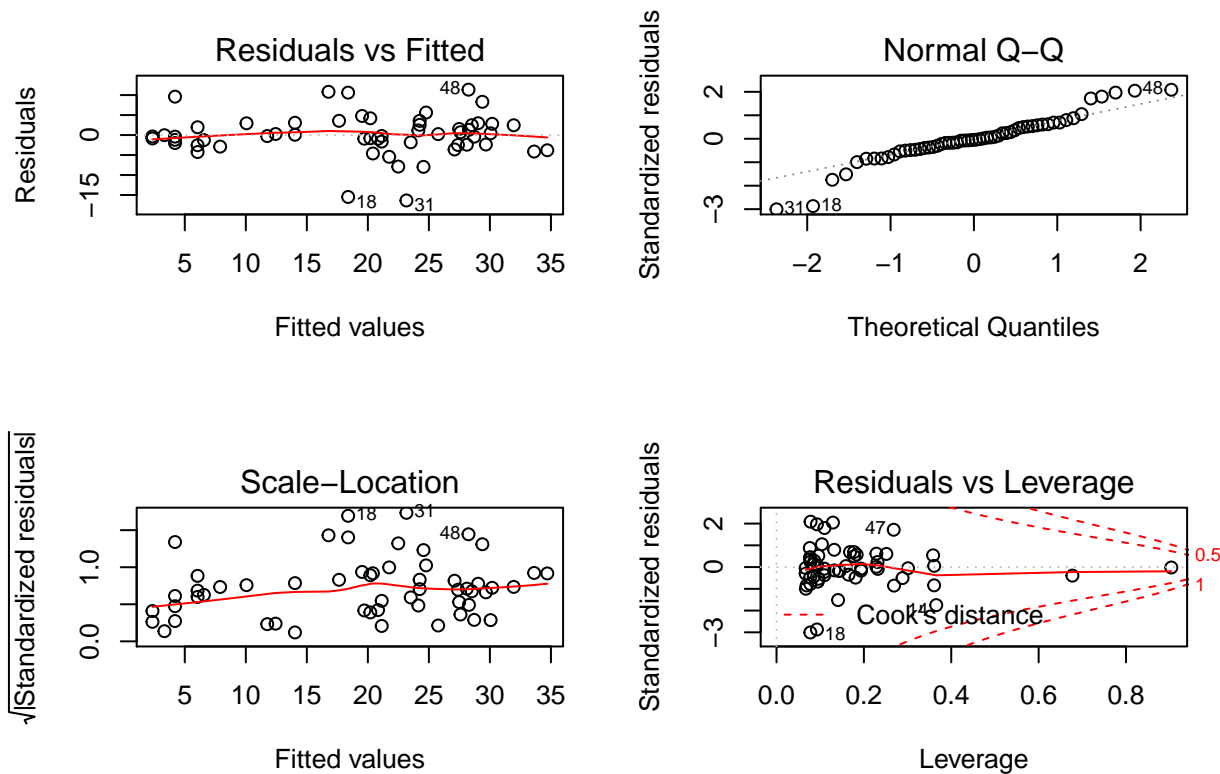 Residuals vs Fitted
Residuals
0
−15
48
18
31
5 10 15 20 25 30 35
Fitted values
Normal Q−Q
Standardized residuals
2
0
−3
48
31
18
−2 −1 0 1 2
Theoretical Quantiles
Scale−Location
√|Standardized residuals|
1.0
0.0
18
31
48
5 10 15 20 25 30 35
Fitted values
Residuals vs Leverage
Standardized residuals
2
0
−3
47
14
18
Cook's distance
0.5
1
0.0 0.2 0.4 0.6 0.8
Leverage